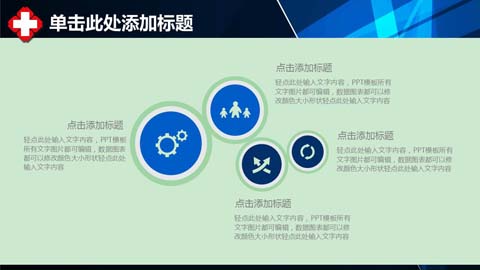 单击此处添加标题
点击添加标题
轻点此处输入文字内容，PPT模板所有
文字图片都可编辑，数据图表都可以修
改颜色大小形状轻点此处输入文字内容
点击添加标题
轻点此处输入文字内容，PPT模板
所有文字图片都可编辑，数据图表
都可以修改颜色大小形状轻点此处
输入文字内容
点击添加标题
轻点此处输入文字内容，PPT模板所有
文字图片都可编辑，数据图表都可以修
改颜色大小形状轻点此处输入文字内容
点击添加标题
轻点此处输入文字内容，PPT模板所有
文字图片都可编辑，数据图表都可以修
改颜色大小形状轻点此处输入文字内容